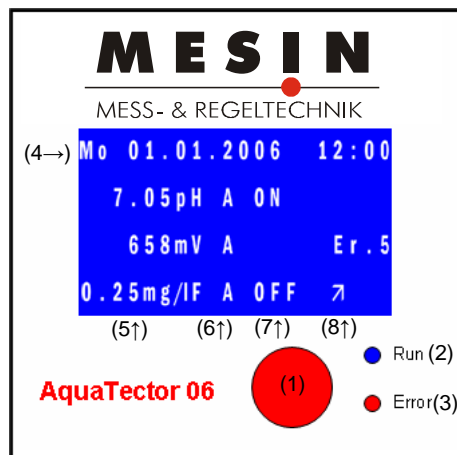 MESIN
MESS- & REGELTECHNIK
(4→) Mo 01.01.2006 12:00
7.05pH A ON
658mV A Er.5
0.25mg/lF A OFF ↗
(5↑) (6↑) (7↑) (8↑)
Run (2)
AquaTector 06 (1)
Error(3)